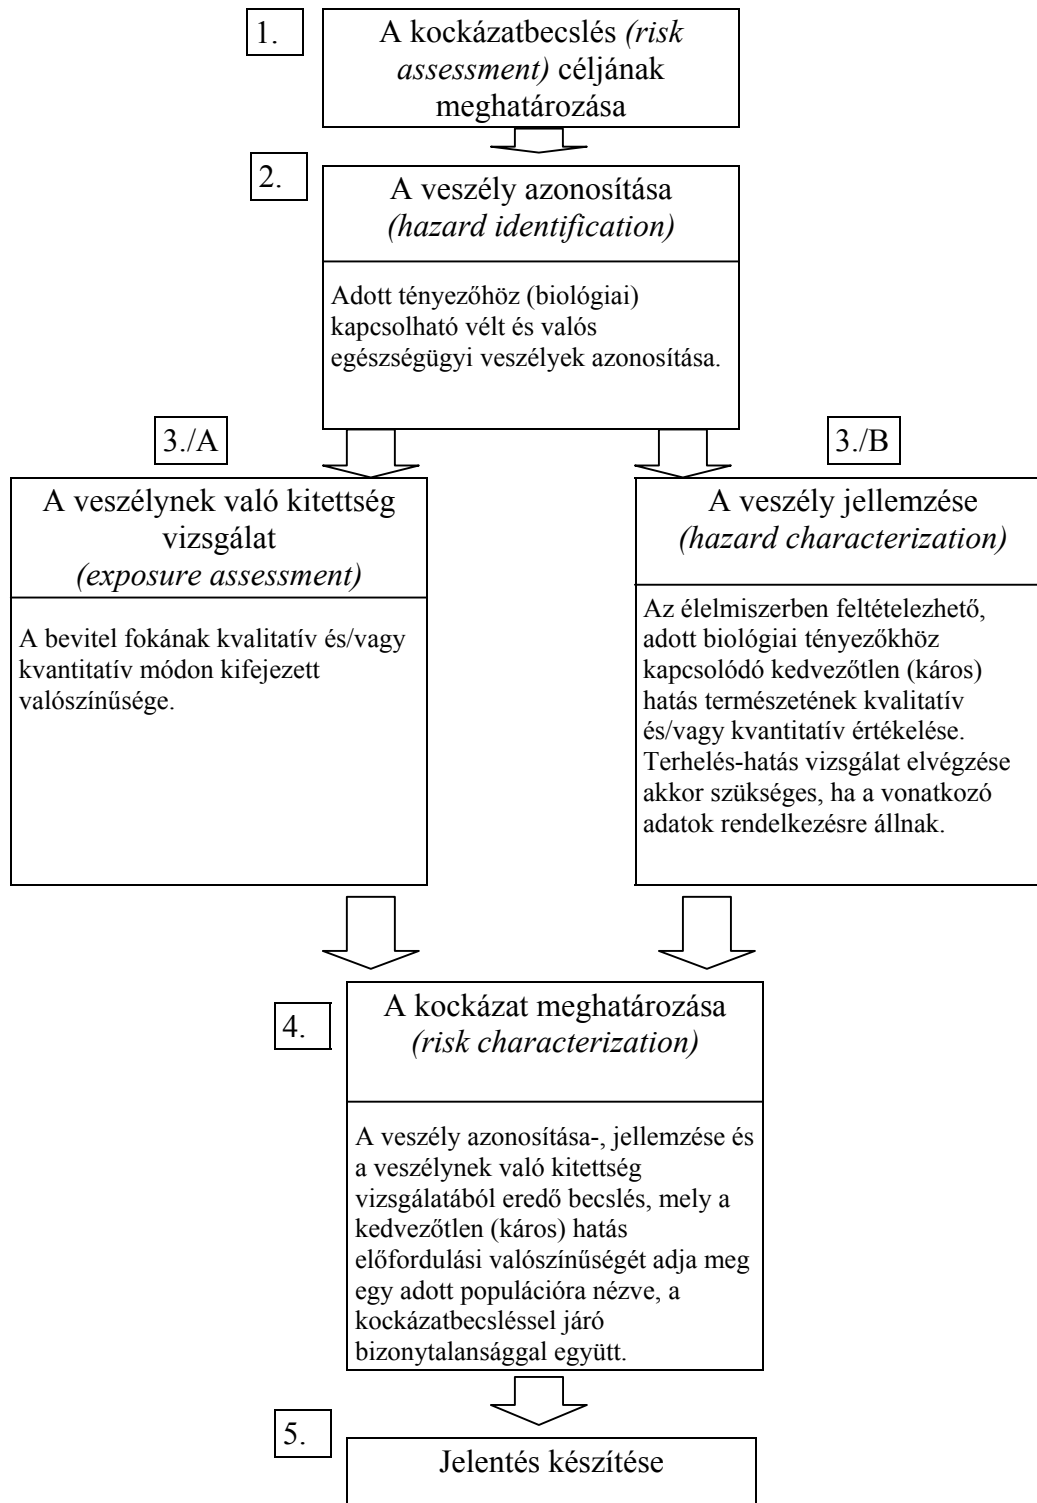 1.
A kockázatbecslés (risk
assessment) céljának
meghatározása
2.
A veszély azonosítása
(hazard identification)
Adott tényezőhöz (biológiai)
kapcsolható vélt és valós
egészségügyi veszélyek azonosítása.
3./A
A veszélynek való kitettség
vizsgálat
(exposure assessment)
A bevitel fokának kvalitatív és/vagy
kvantitatív módon kifejezett
valószínűsége.
3./B
A veszély jellemzése
(hazard characterization)
Az élelmiszerben feltételezhető,
adott biológiai tényezőkhöz
kapcsolódó kedvezőtlen (káros)
hatás természetének kvalitatív
és/vagy kvantitatív értékelése.
Terhelés-hatás vizsgálat elvégzése
akkor szükséges, ha a vonatkozó
adatok rendelkezésre állnak.
4.
A kockázat meghatározása
(risk characterization)
A veszély azonosítása-, jellemzése és
a veszélynek való kitettség
vizsgálatából eredő becslés, mely a
kedvezőtlen (káros) hatás
előfordulási valószínűségét adja meg
egy adott populációra nézve, a
kockázatbecsléssel járó
bizonytalansággal együtt.
5.
Jelentés készítése